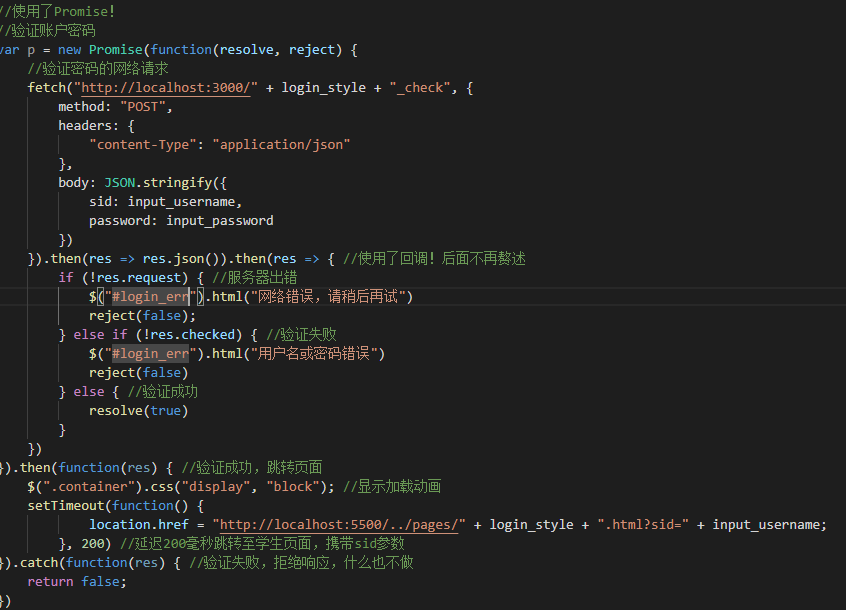 //使用了Promise！
//验证账户密码
var p = new Promise(function(resolve, reject) {
    //验证密码的网络请求
    fetch("http://localhost:3000/" + login_style + "_check", {
        method: "POST",
        headers: {
            "content-Type": "application/json"
        },
        body: JSON.stringify({
            sid: input_username,
            password: input_password
        })
    }).then(res => res.json()).then(res => { //使用了回调！后面不再赘述
        if (!res.request) { //服务器出错
            $("#login_err").html("网络错误，请稍后再试")
            reject(false);
        } else if (!res.checked) { //验证失败
            $("#login_err").html("用户名或密码错误")
            reject(false)
        } else { //验证成功
            resolve(true)
        }
    })
}).then(function(res) { //验证成功，跳转页面
    $(".container").css("display", "block"); //显示加载动画
    setTimeout(function() {
            location.href = "http://localhost:5500/../pages/" + login_style + ".html?sid=" + input_username;
        }, 200) //延迟200毫秒跳转至学生页面，携带sid参数
}).catch(function(res) { //验证失败，拒绝响应，什么也不做
    return false;
})